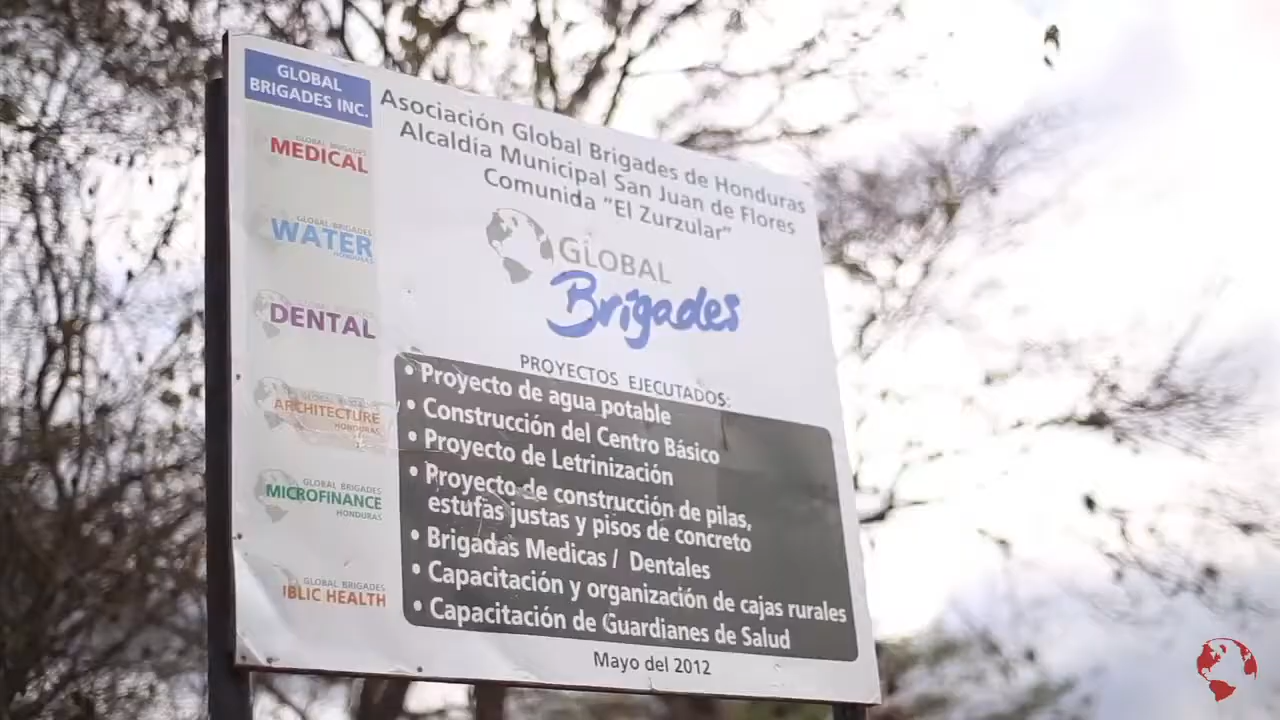 GLOBAL
BRIGADES INC.
GLOBAL BRIGADES
MEDICAL
GLOBAL BRIGADES
WATER
HONDURAS
GLOBAL BRIGADES
DENTAL
GLOBAL BRIGADES
ARCHITECTURE
HONDURAS
GLOBAL BRIGADES
MICROFINANCE
HONDURAS
GLOBAL BRIGADES
IBLIC HEALTH
Asociación Global Brigades de Honduras
Alcaldía Municipal San Juan de Flores
Comunida "El Zurzular"
GLOBAL
Brigades
PROYECTOS EJECUTADOS:
• Proyecto de agua potable
• Construcción del Centro Básico
• Proyecto de Letrinización
• Proyecto de construcción de pilas,
estufas justas y pisos de concreto
• Brigadas Medicas / Dentales
• Capacitación y organización de cajas rurales
• Capacitación de Guardianes de Salud
Mayo del 2012